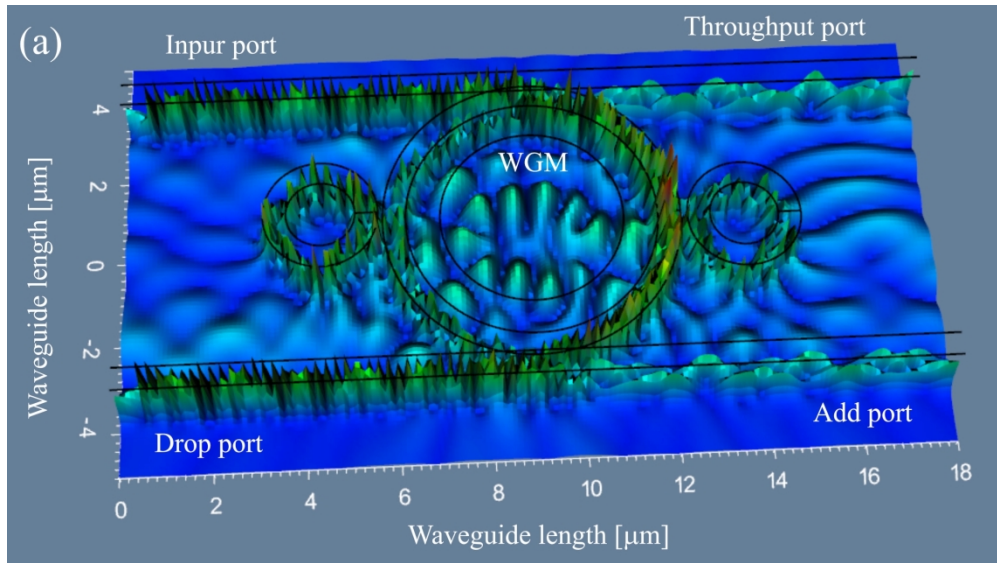 (a)
Inpur port
Throughput port
WGM
Drop port
Add port
Waveguide length [μm]
4
2
0
-2
-4
0 2 4 6 8 10 12 14 16 18
Waveguide length [μm]